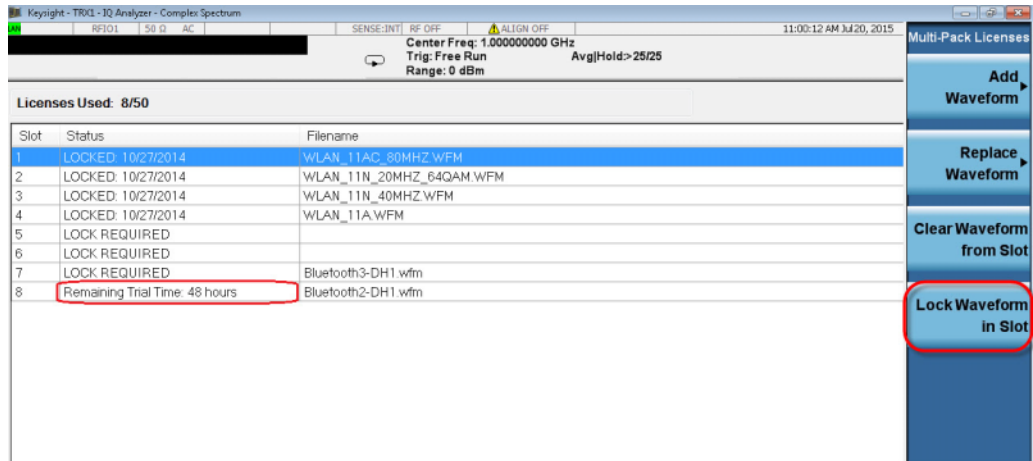 Keysight - TRX1 - IQ Analyzer - Complex Spectrum
LAN RFIO1 50 Ω AC SENSE:INT RF OFF ALIGN OFF 11:00:12 AM Jul 20, 2015
Center Freq: 1.000000000 GHz
Trig: Free Run Avg|Hold:>25/25
Range: 0 dBm
Multi-Pack Licenses
Add
Waveform
Licenses Used: 8/50
Slot Status Filename
1 LOCKED: 10/27/2014 WLAN_11AC_80MHZ.WFM
2 LOCKED: 10/27/2014 WLAN_11N_20MHZ_64QAM.WFM
3 LOCKED: 10/27/2014 WLAN_11N_40MHZ.WFM
4 LOCKED: 10/27/2014 WLAN_11A.WFM
5 LOCK REQUIRED
6 LOCK REQUIRED
7 LOCK REQUIRED Bluetooth3-DH1.wfm
8 Remaining Trial Time: 48 hours Bluetooth2-DH1.wfm
Replace
Waveform
Clear Waveform
from Slot
Lock Waveform
in Slot